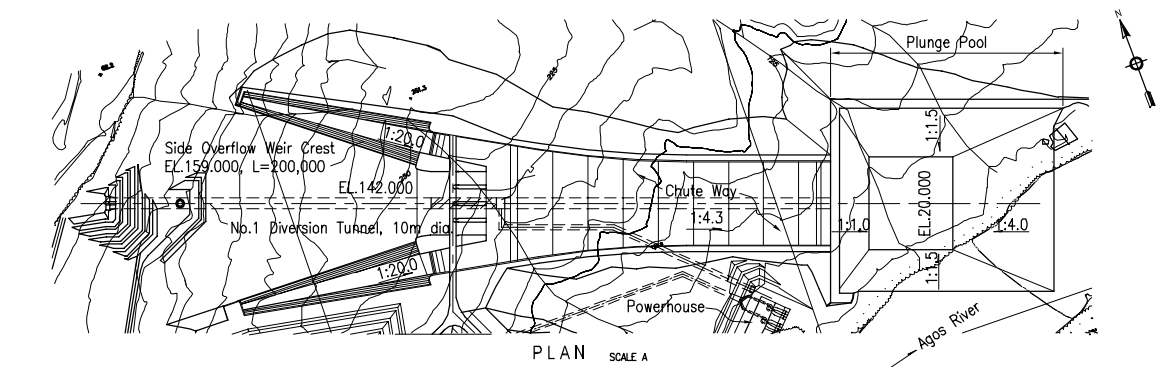 N
Plunge Pool
1:1.5
1:20.0
Side Overflow Weir Crest
EL.159.000, L=200,000
EL.142.000
Chute Way
1:4.3
EL.20.000
1:1.0
1:4.0
No.1 Diversion Tunnel, 10m dia.
1:20.0
1:1.5
Powerhouse
Agos River
PLAN SCALE A